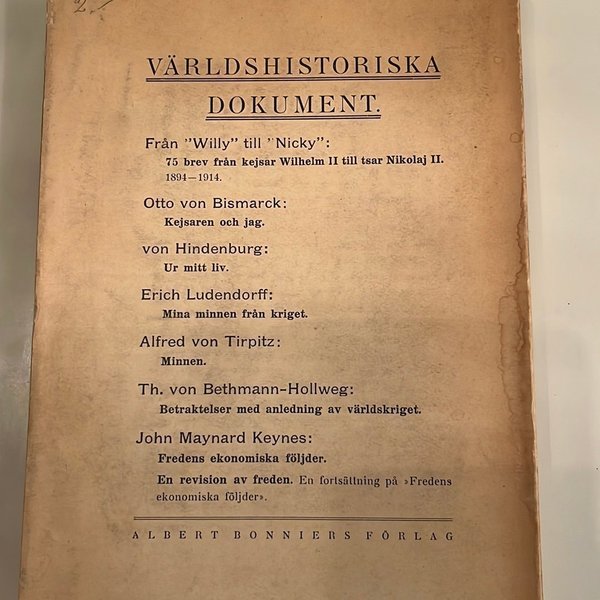 2.-
VÄRLDSHISTORISKA
DOKUMENT.
Från "Willy" till "Nicky":
75 brev från kejsar Wilhelm II till tsar Nikolaj II.
1894—1914.
Otto von Bismarck:
Kejsaren och jag.
von Hindenburg:
Ur mitt liv.
Erich Ludendorff:
Mina minnen från kriget.
Alfred von Tirpitz:
Minnen.
Th. von Bethmann-Hollweg:
Betraktelser med anledning av världskriget.
John Maynard Keynes:
Fredens ekonomiska följder.
En revision av freden. En fortsättning på »Fredens
ekonomiska följder».
ALBERT BONNIERS FÖRLAG